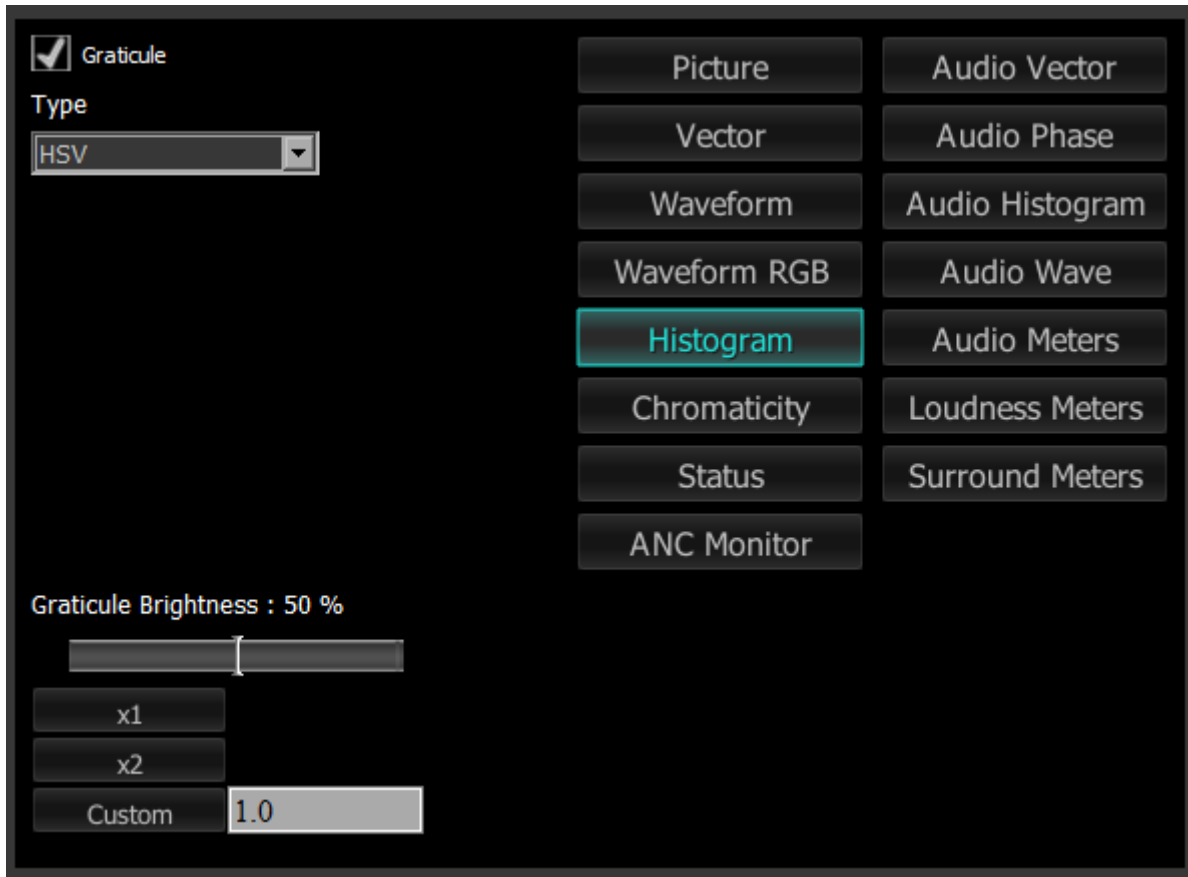 Graticule
Type
HSV
Picture
Audio Vector
Vector
Audio Phase
Waveform
Audio Histogram
Waveform RGB
Audio Wave
Histogram
Audio Meters
Chromaticity
Loudness Meters
Status
Surround Meters
ANC Monitor
Graticule Brightness : 50 %
x1
x2
Custom
1.0